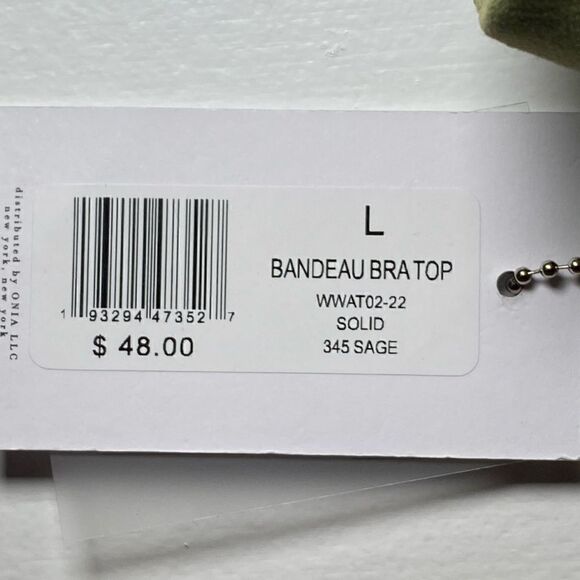 distributed by ONIA LLC
new york, new york
L
BANDEAU BRA TOP
WWAT02-22
SOLID
345 SAGE
1 93294 47352 7
$ 48.00